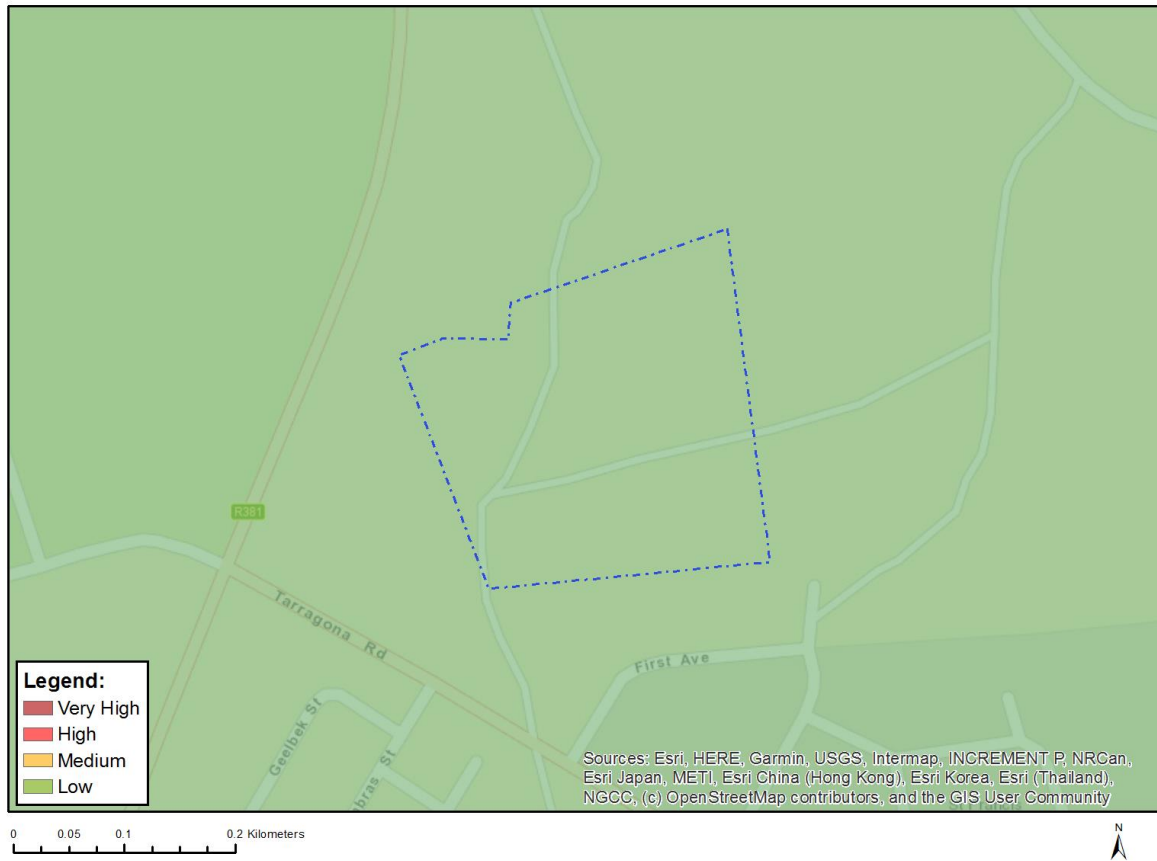 R381
Tarragona Rd
First Ave
Geelbek St
Legend:
Very High
High
Medium
Low
Sources: Esri, HERE, Garmin, USGS, Intermap, INCREMENT P, NRCan,
Esri Japan, METI, Esri China (Hong Kong), Esri Korea, Esri (Thailand),
NGCC, (c) OpenStreetMap contributors, and the GIS User Community
0 0.05 0.1 0.2 Kilometers
N